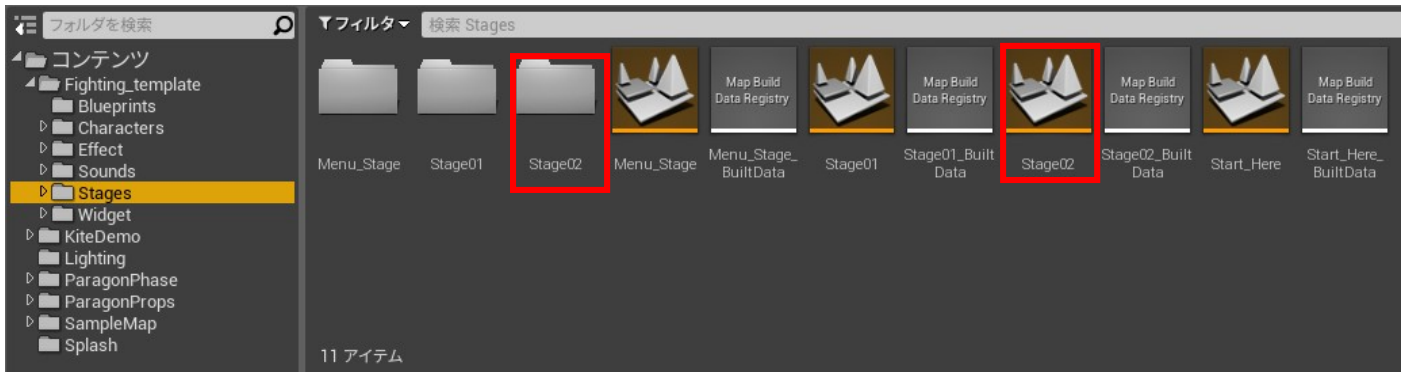 フォルダを検索
コンテンツ
Fighting_template
Blueprints
Characters
Effect
Sounds
Stages
Widget
KiteDemo
Lighting
ParagonPhase
ParagonProps
SampleMap
Splash
フィルタ 検索 Stages
Map Build
Data Registry
Map Build
Data Registry
Map Build
Data Registry
Map Build
Data Registry
Menu_Stage
Stage01
Stage02
Menu_Stage
Menu_Stage_
BuiltData
Stage01
Stage01_Built
Data
Stage02
Stage02_Built
Data
Start_Here
Start_Here_
BuiltData
11 アイテム